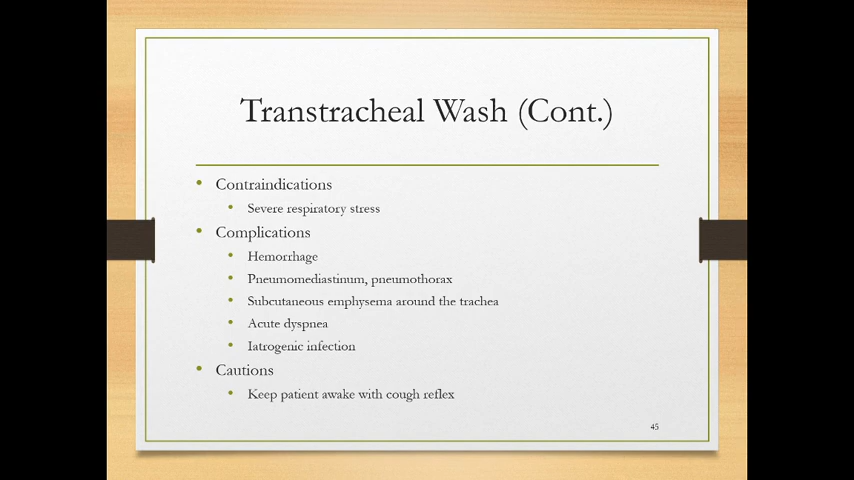 Transtracheal Wash (Cont.)
• Contraindications
• Severe respiratory stress
• Complications
• Hemorrhage
• Pneumomediastinum, pneumothorax
• Subcutaneous emphysema around the trachea
• Acute dyspnea
• Iatrogenic infection
• Cautions
• Keep patient awake with cough reflex
45